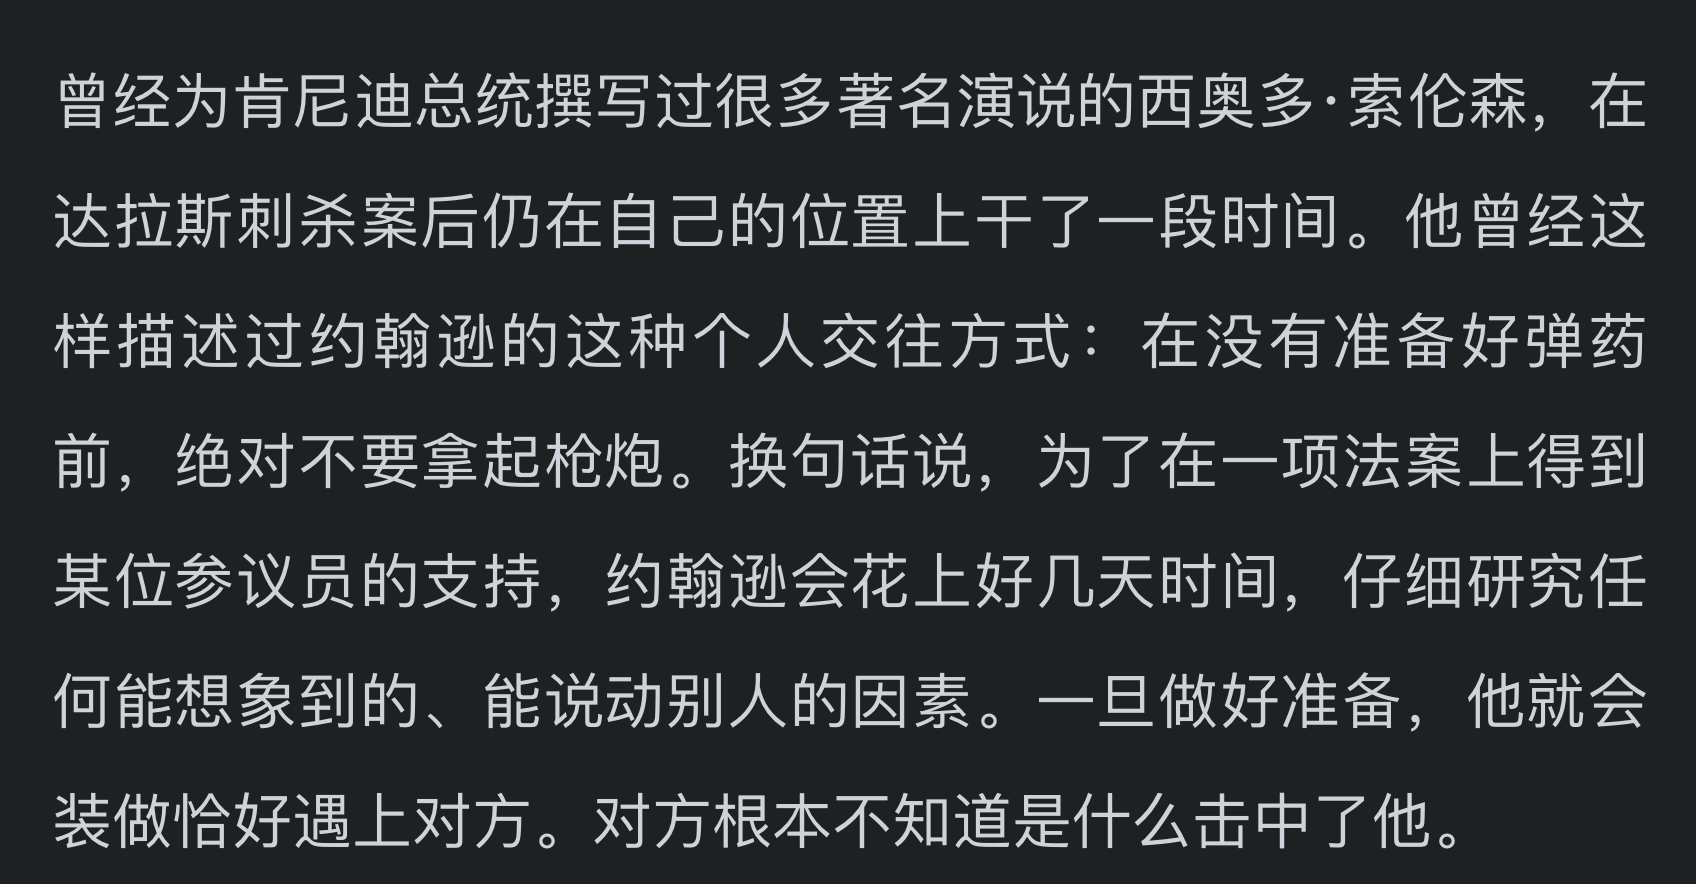 曾经为肯尼迪总统撰写过很多著名演说的西奥多·索伦森，在
达拉斯刺杀案后仍在自己的位置上干了一段时间。他曾经这
样描述过约翰逊的这种个人交往方式：在没有准备好弹药
前，绝对不要拿起枪炮。换句话说，为了在一项法案上得到
某位参议员的支持，约翰逊会花上好几天时间，仔细研究任
何能想象到的、能说动别人的因素。一旦做好准备，他就会
装做恰好遇上对方。对方根本不知道是什么击中了他。